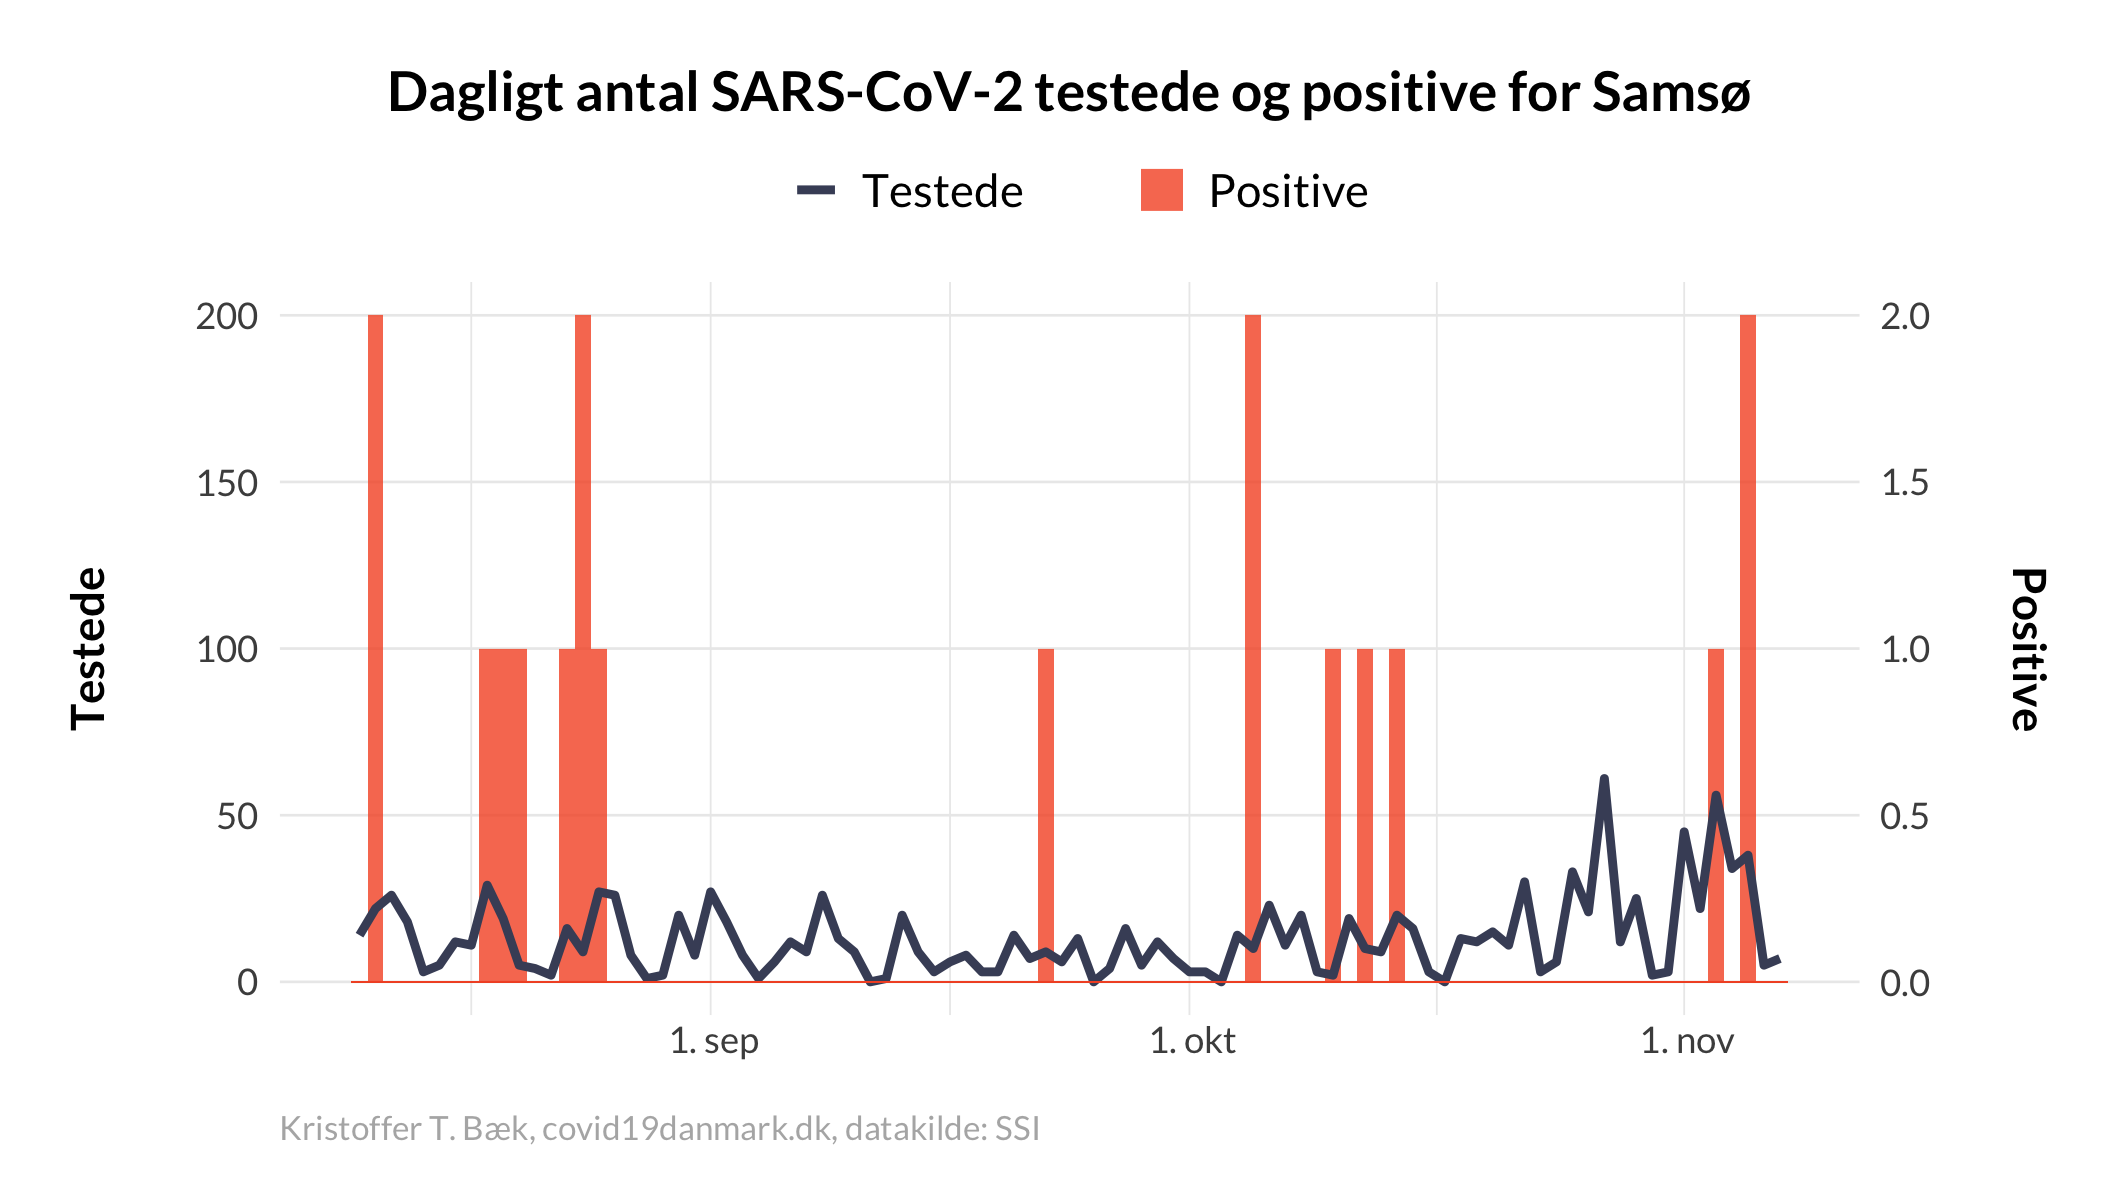 Dagligt antal SARS-CoV-2 testede og positive for Samsø
Testede
Positive
200
150
100
50
0
2.0
1.5
1.0
0.5
0.0
Testede
Positive
1. sep
1. okt
1. nov
Kristoffer T. Bæk, covid19danmark.dk, datakilde: SSI